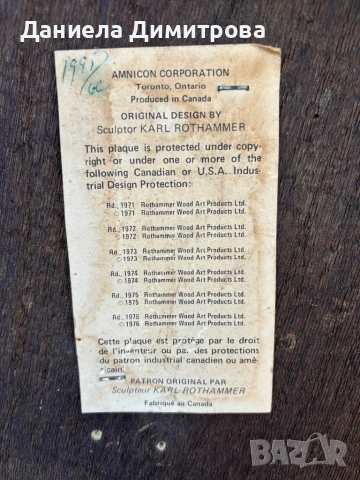 Даниела Димитрова
1991
GC
AMNICON CORPORATION
Toronto, Ontario
Produced in Canada
ORIGINAL DESIGN BY
Sculptor KARL ROTHAMMER
This plaque is protected under copy-
right or under one or more of the
following Canadian or U.S.A. Indus-
trial Design Protection:
Rd., 1971 Rothammer Wood Art Products Ltd.
© 1971 Rothammer Wood Art Products Ltd.
Rd., 1972 Rothammer Wood Art Products Ltd.
© 1972 Rothammer Wood Art Products Ltd.
Rd., 1973 Rothammer Wood Art Products Ltd.
© 1973 Rothammer Wood Art Products Ltd.
Rd., 1974 Rothammer Wood Art Products Ltd.
© 1974 Rothammer Wood Art Products Ltd.
Rd., 1975 Rothammer Wood Art Products Ltd.
© 1975 Rothammer Wood Art Products Ltd.
Rd., 1976 Rothammer Wood Art Products Ltd.
© 1976 Rothammer Wood Art Products Ltd.
Cette plaque est protégée par le droit
de l'inventeur ou par des protections
du patron industrial canadien ou amé-
ricain.
PATRON ORIGINAL PAR
Sculpteur KARL ROTHAMMER
Fabriqué au Canada
BAZAR